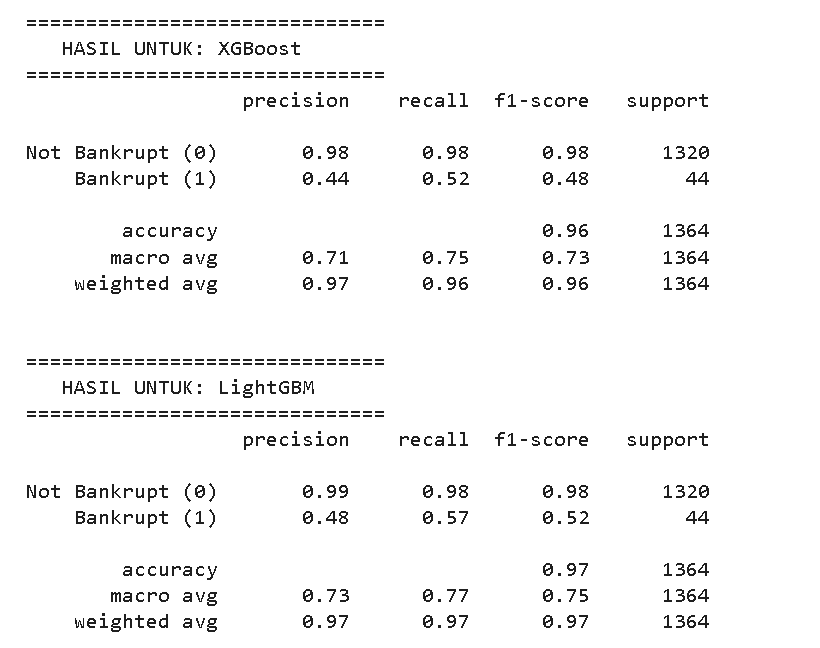 ==============================
   HASIL UNTUK: XGBoost
==============================
                  precision    recall  f1-score   support

Not Bankrupt (0)       0.98      0.98      0.98      1320
    Bankrupt (1)       0.44      0.52      0.48        44

        accuracy                           0.96      1364
       macro avg       0.71      0.75      0.73      1364
    weighted avg       0.97      0.96      0.96      1364


==============================
   HASIL UNTUK: LightGBM
==============================
                  precision    recall  f1-score   support

Not Bankrupt (0)       0.99      0.98      0.98      1320
    Bankrupt (1)       0.48      0.57      0.52        44

        accuracy                           0.97      1364
       macro avg       0.73      0.77      0.75      1364
    weighted avg       0.97      0.97      0.97      1364